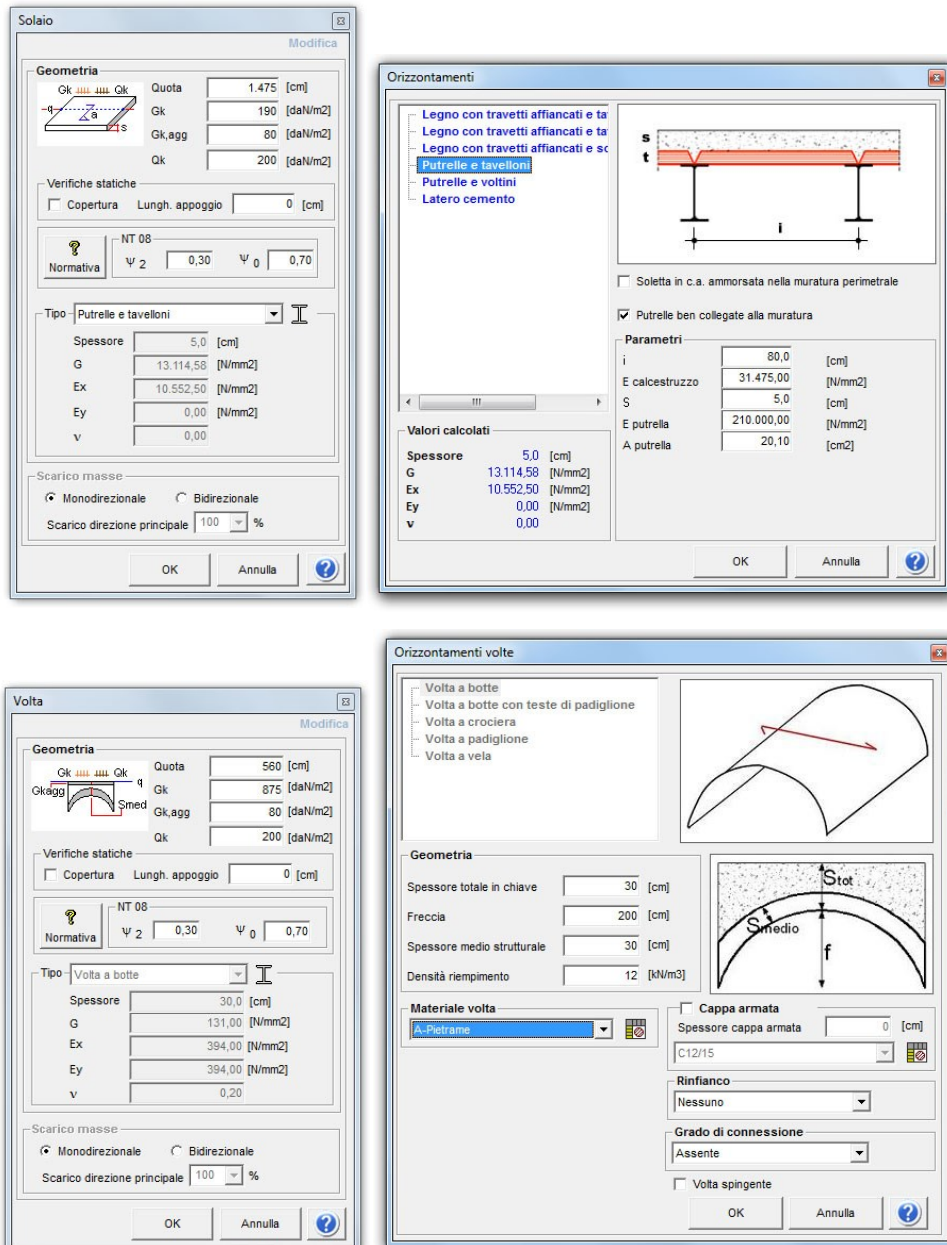 Solaio
Modifica
Geometria
Gk Qk
q
a
s
Quota 1.475 [cm]
Gk 190 [daN/m2]
Gk,agg 80 [daN/m2]
Qk 200 [daN/m2]
Verifiche statiche
Copertura Lungh. appoggio 0 [cm]
? Normativa
NT 08
Ψ 2 0,30 Ψ 0 0,70
Tipo Putrelle e tavelloni
Spessore 5,0 [cm]
G 13.114,58 [N/mm2]
Ex 10.552,50 [N/mm2]
Ey 0,00 [N/mm2]
ν 0,00
Scarico masse
Monodirezionale Bidirezionale
Scarico direzione principale 100 %
OK Annulla ?
Orizzontamenti
Legno con travetti affiancati e ta
Legno con travetti affiancati e ta
Legno con travetti affiancati e so
Putrelle e tavelloni
Putrelle e voltini
Latero cemento
s
t
i
Soletta in c.a. ammorsata nella muratura perimetrale
Putrelle ben collegate alla muratura
Parametri
i 80,0 [cm]
E calcestruzzo 31.475,00 [N/mm2]
S 5,0 [cm]
E putrella 210.000,00 [N/mm2]
A putrella 20,10 [cm2]
Valori calcolati
Spessore 5,0 [cm]
G 13.114,58 [N/mm2]
Ex 10.552,50 [N/mm2]
Ey 0,00 [N/mm2]
ν 0,00
OK Annulla ?
Volta
Modifica
Geometria
Gk Qk
q
Gkagg
Smed
Quota 560 [cm]
Gk 875 [daN/m2]
Gk,agg 80 [daN/m2]
Qk 200 [daN/m2]
Verifiche statiche
Copertura Lungh. appoggio 0 [cm]
? Normativa
NT 08
Ψ 2 0,30 Ψ 0 0,70
Tipo Volta a botte
Spessore 30,0 [cm]
G 131,00 [N/mm2]
Ex 394,00 [N/mm2]
Ey 394,00 [N/mm2]
ν 0,20
Scarico masse
Monodirezionale Bidirezionale
Scarico direzione principale 100 %
OK Annulla ?
Orizzontamenti volte
Volta a botte
Volta a botte con teste di padiglione
Volta a crociera
Volta a padiglione
Volta a vela
Geometria
Spessore totale in chiave 30 [cm]
Freccia 200 [cm]
Spessore medio strutturale 30 [cm]
Densità riempimento 12 [kN/m3]
Stot
Smedio
f
Materiale volta
A-Pietrame
Cappa armata
Spessore cappa armata 0 [cm]
C12/15
Rinfianco
Nessuno
Grado di connessione
Assente
Volta spingente
OK Annulla ?